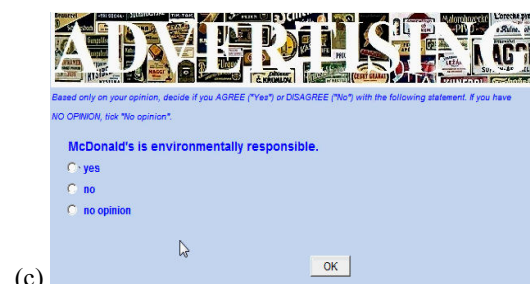 ADVERTISING
Based only on your opinion, decide if you AGREE ("Yes") or DISAGREE ("No") with the following statement. If you have
NO OPINION, tick "No opinion".
McDonald's is environmentally responsible.
yes
no
no opinion
OK
(c)